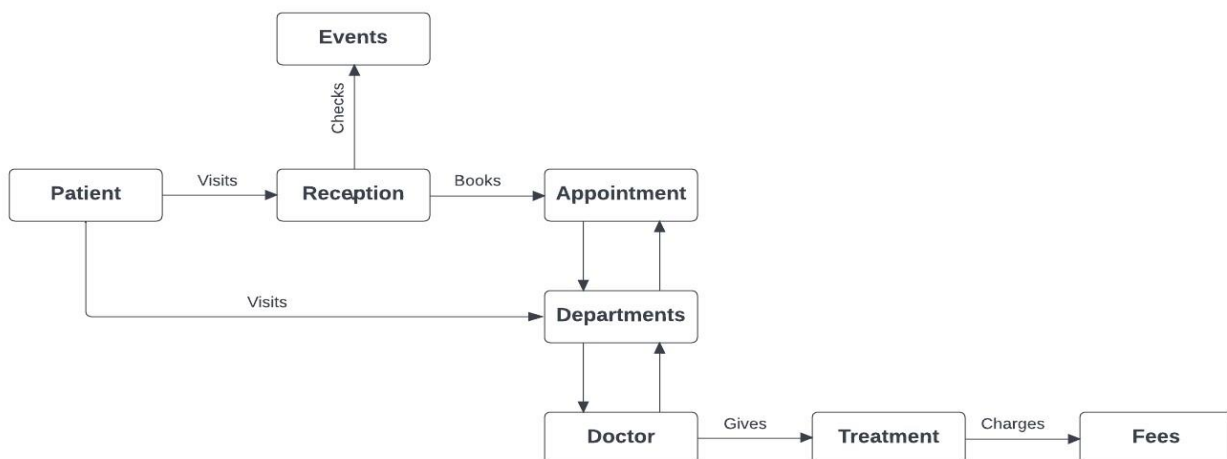 Events
Checks
Patient
Visits
Reception
Books
Appointment
Visits
Departments
Doctor
Gives
Treatment
Charges
Fees